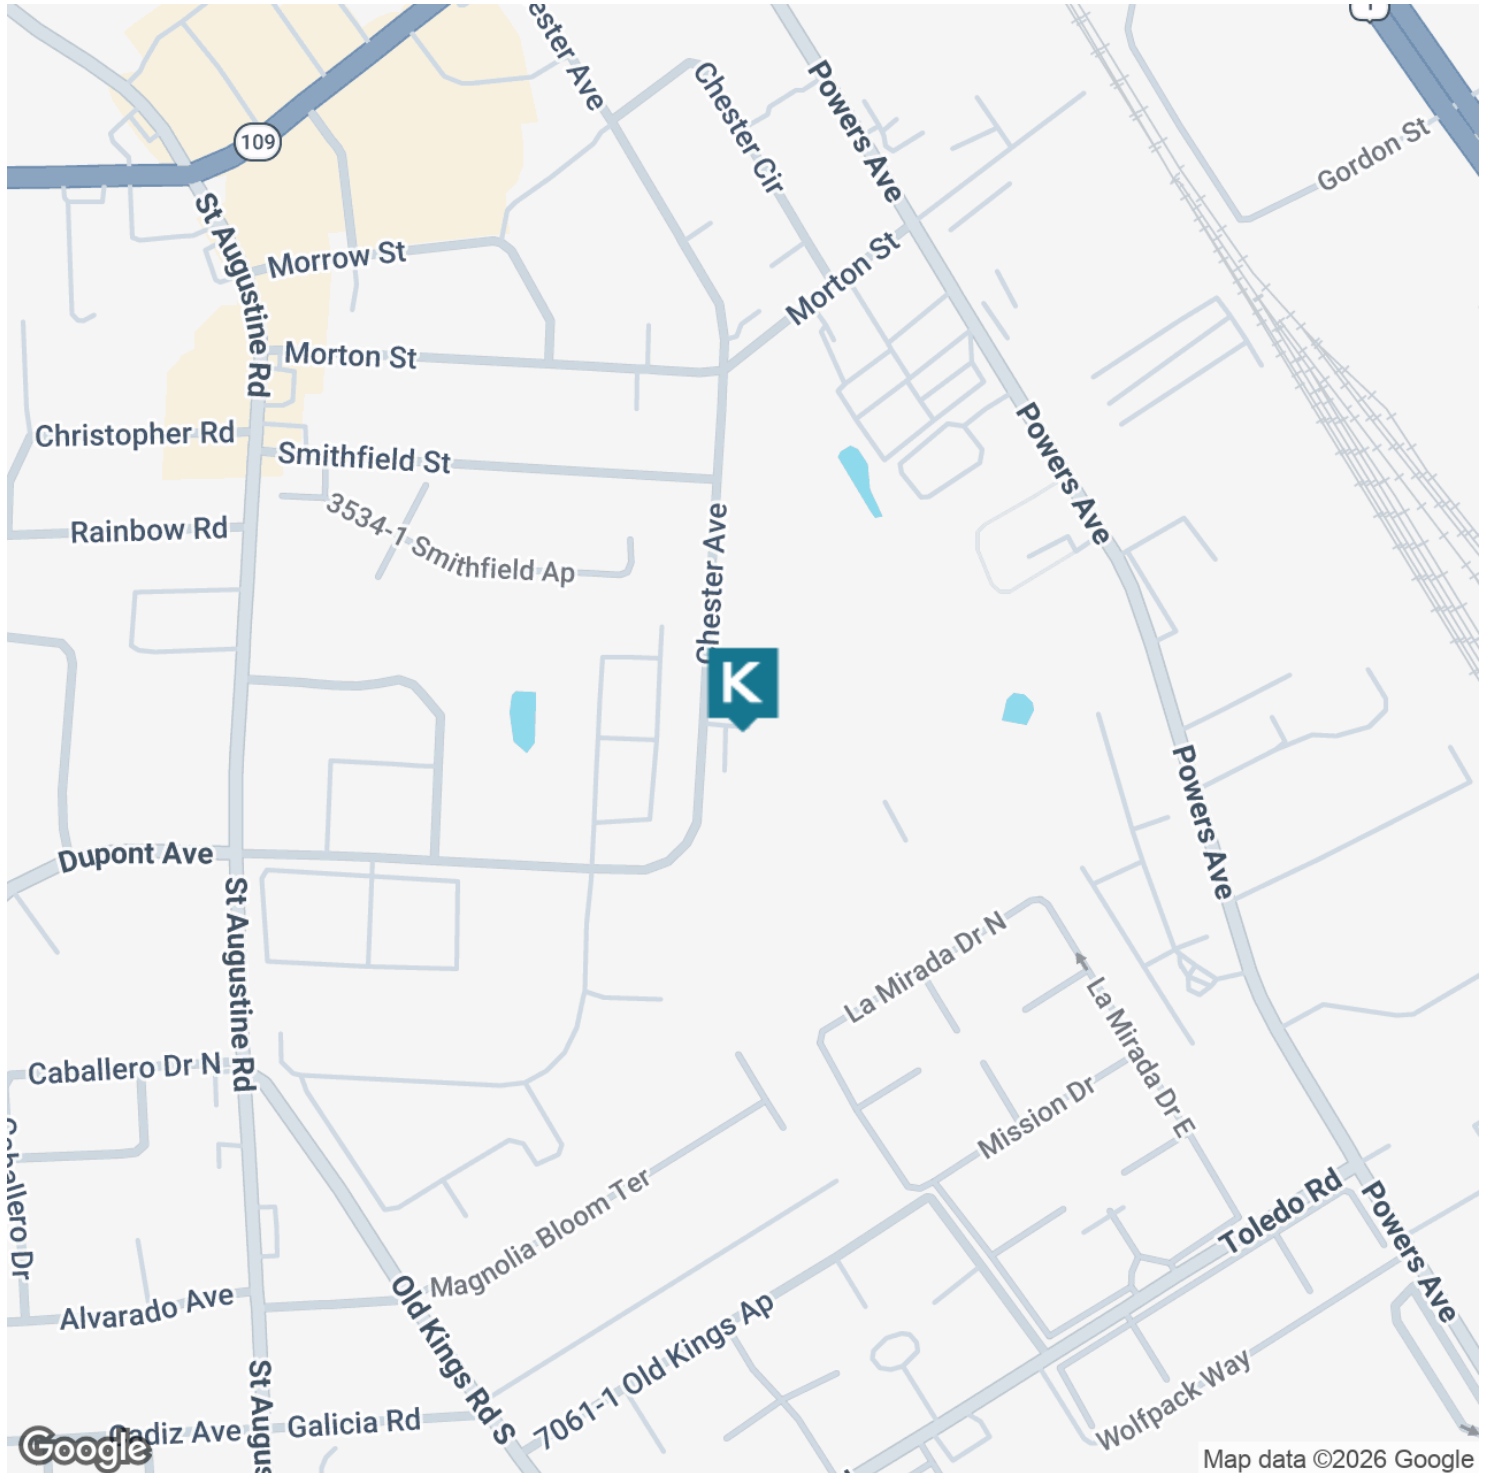 ester Ave
1
Powers Ave
Chester Cir
Gordon St
109
St Augustine Rd
Morrow St
Morton St
Morton St
Powers Ave
Christopher Rd
Smithfield St
Rainbow Rd
3534-1 Smithfield Ap
Chester Ave
K
Powers Ave
Dupont Ave
St Augustine Rd
La Mirada Dr N
La Mirada Dr E
Caballero Dr N
Mission Dr
Caballero Dr
Magnolia Bloom Ter
Toledo Rd
Powers Ave
Alvarado Ave
Old Kings Rd S
7061-1 Old Kings Ap
Wolfpack Way
St Augus
Cadiz Ave
Galicia Rd
Google
Map data ©2026 Google